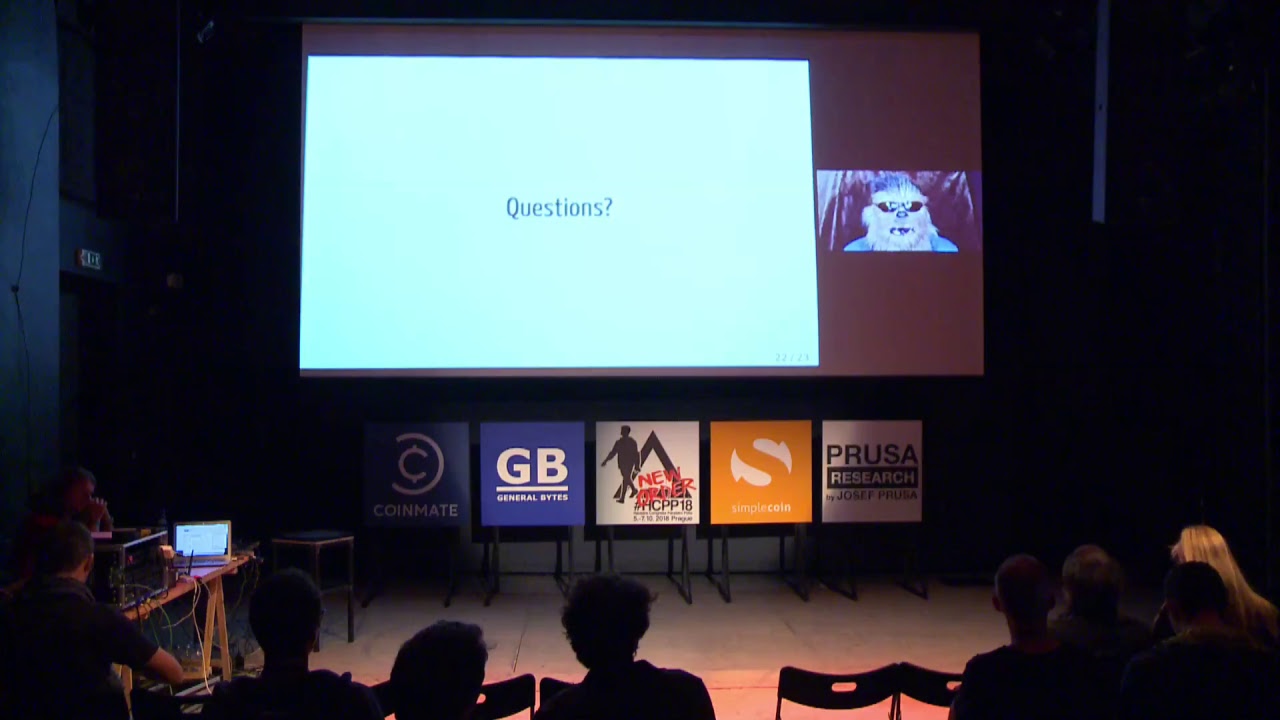 Questions?
22 / 23
COINMATE
GB
GENERAL BYTES
NEW
ORDER
#HCPP18
5.-7.10. 2018 Prague
simplecoin
PRUSA
RESEARCH
by JOSEF PRUSA